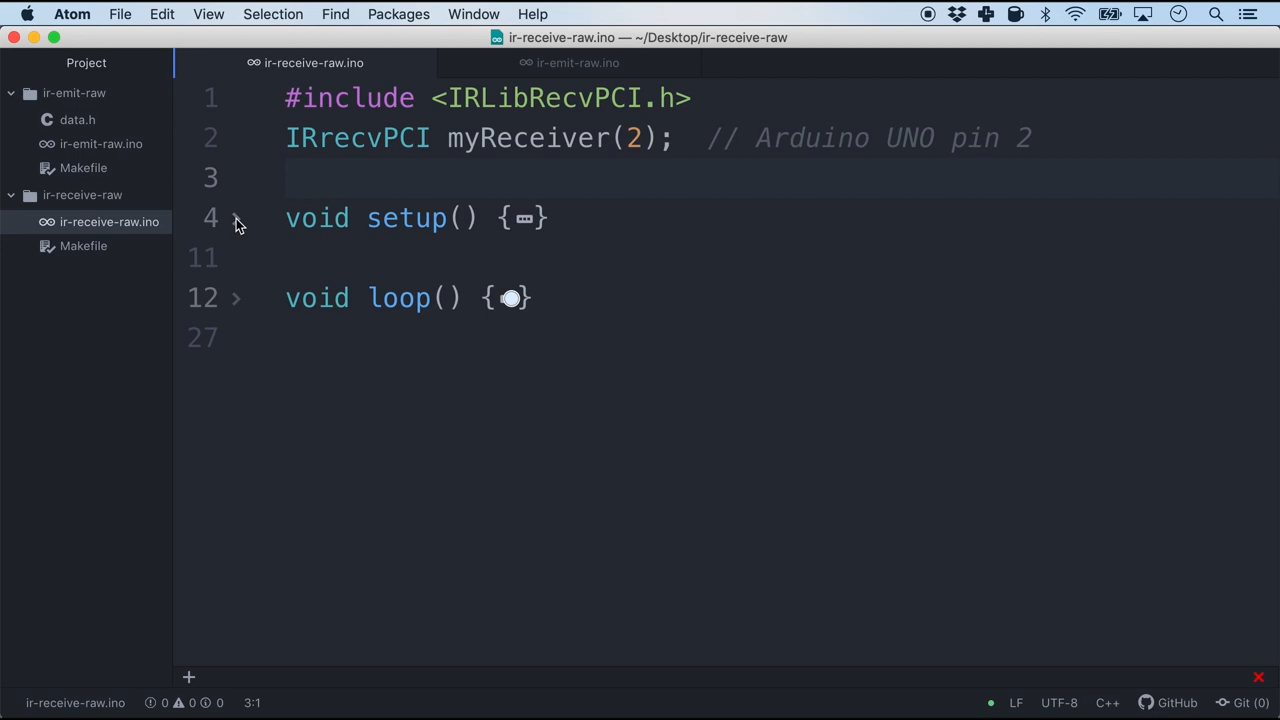 Atom File Edit View Selection Find Packages Window Help
ir-receive-raw.ino — ~/Desktop/ir-receive-raw
Project
ir-receive-raw.ino
ir-emit-raw.ino
ir-emit-raw
data.h
ir-emit-raw.ino
Makefile
ir-receive-raw
ir-receive-raw.ino
Makefile
1 #include <IRLibRecvPCI.h>
2 IRrecvPCI myReceiver(2); // Arduino UNO pin 2
3
4 void setup() {…}
11
12 void loop() { }
27
+
ir-receive-raw.ino 0 0 0 3:1 LF UTF-8 C++ GitHub Git (0)